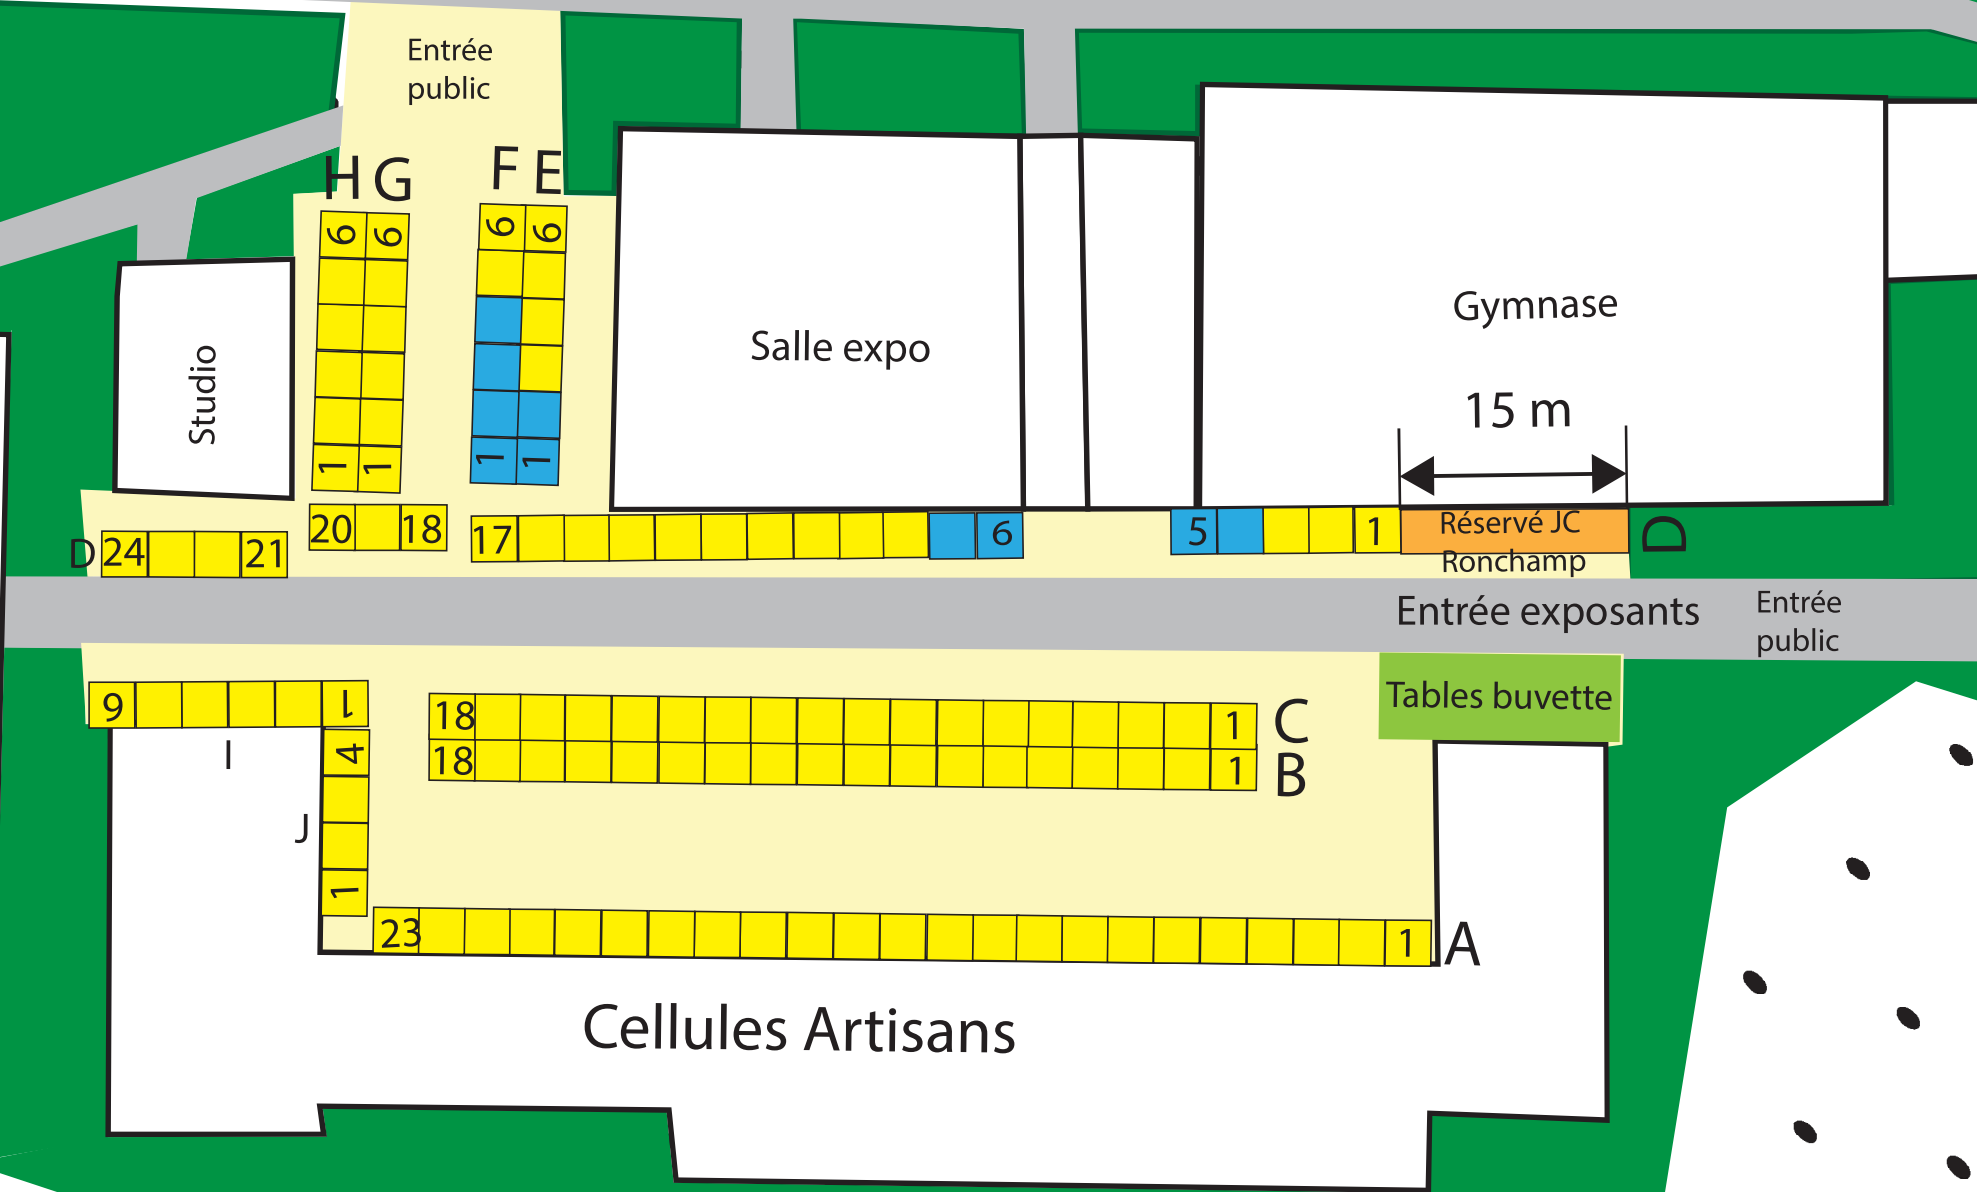 Entrée
public
H G F E
6 6 6 6
Salle expo
Gymnase
Studio
15 m
1 1 1 1
D 24 21 20 18 17 6 5 1 Réservé JC D
Ronchamp
Entrée exposants
Entrée
public
9 1
18 1 C
18 1 B
Tables buvette
I
4
J
1
23 1 A
Cellules Artisans